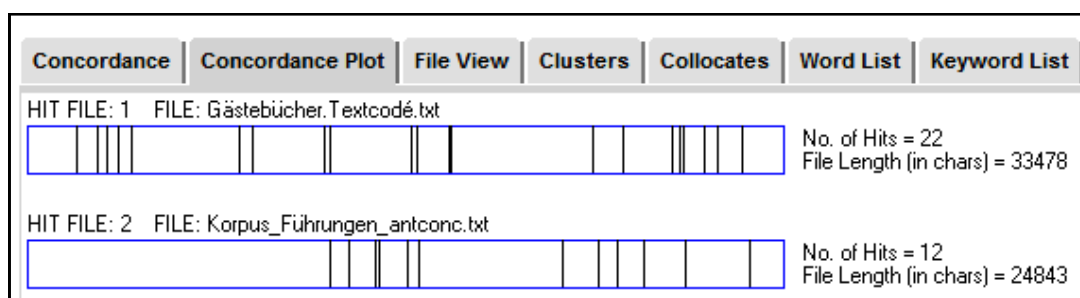 Concordance Concordance Plot File View Clusters Collocates Word List Keyword List
HIT FILE: 1 FILE: Gästebücher.Textcodé.txt
No. of Hits = 22
File Length (in chars) = 33478
HIT FILE: 2 FILE: Korpus_Führungen_antconc.txt
No. of Hits = 12
File Length (in chars) = 24843